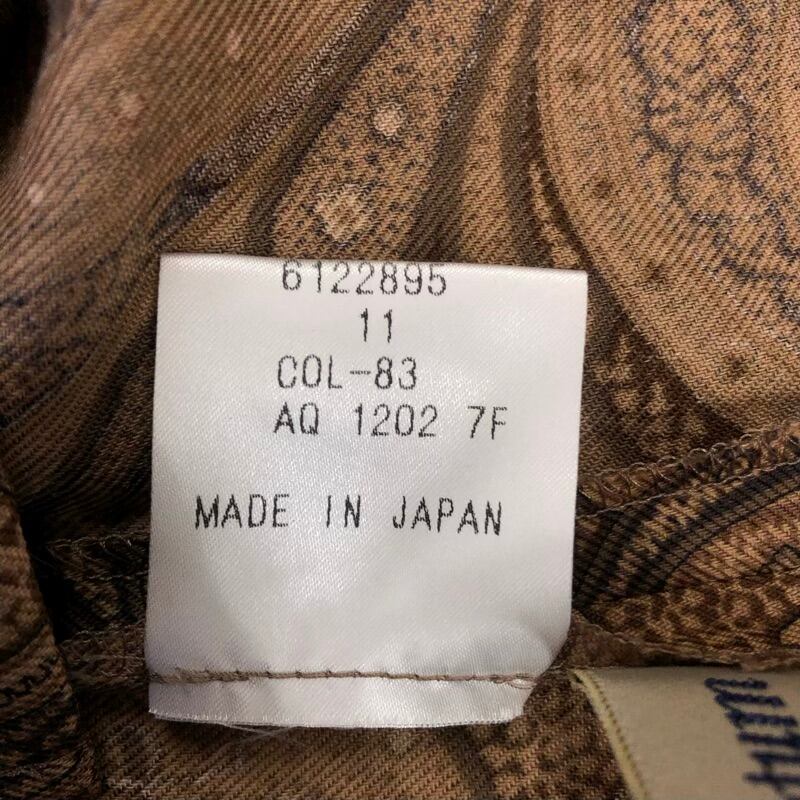 6122895
11
COL-83
AQ 1202 7F
MADE IN JAPAN